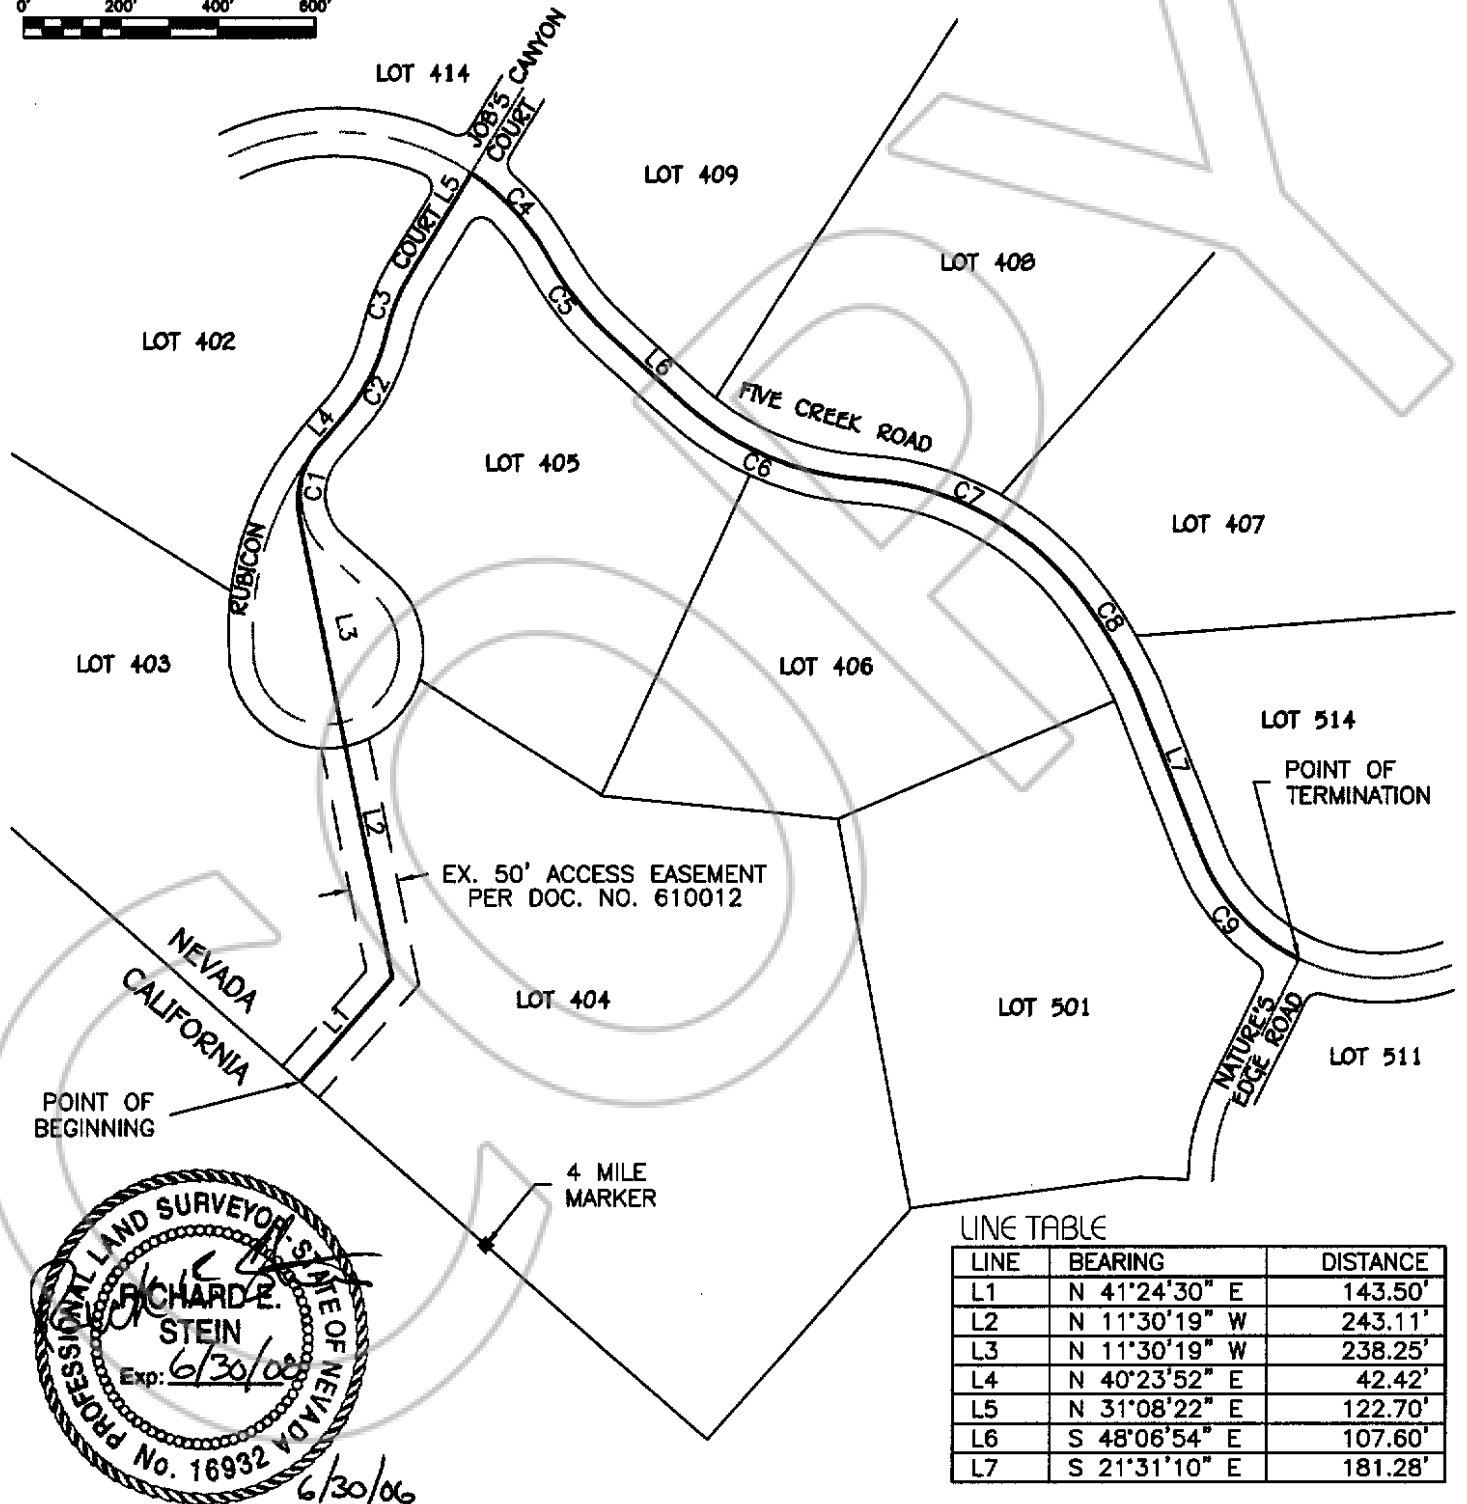 0' 200' 400' 600'
LOT 414
JOB'S CANYON
COURT
LOT 409
LOT 408
COURT L5
C4
C3
C5
LOT 402
L6
C2
FIVE CREEK ROAD
L4
LOT 405
C6
C1
C7
LOT 407
RUBICON
L3
C8
LOT 403
LOT 406
LOT 514
L7
POINT OF
TERMINATION
L2
EX. 50' ACCESS EASEMENT
PER DOC. NO. 610012
C9
NEVADA
CALIFORNIA
LOT 404
LOT 501
L1
NATURE'S
EDGE ROAD
LOT 511
POINT OF
BEGINNING
4 MILE
MARKER
PROFESSIONAL LAND SURVEYOR - STATE OF NEVADA
RICHARD E.
STEIN
Exp: 6/30/08
No. 16932
6/30/06
LINE TABLE
LINE BEARING DISTANCE
L1 N 41°24'30" E 143.50'
L2 N 11°30'19" W 243.11'
L3 N 11°30'19" W 238.25'
L4 N 40°23'52" E 42.42'
L5 N 31°08'22" E 122.70'
L6 S 48°06'54" E 107.60'
L7 S 21°31'10" E 181.28'
COPY